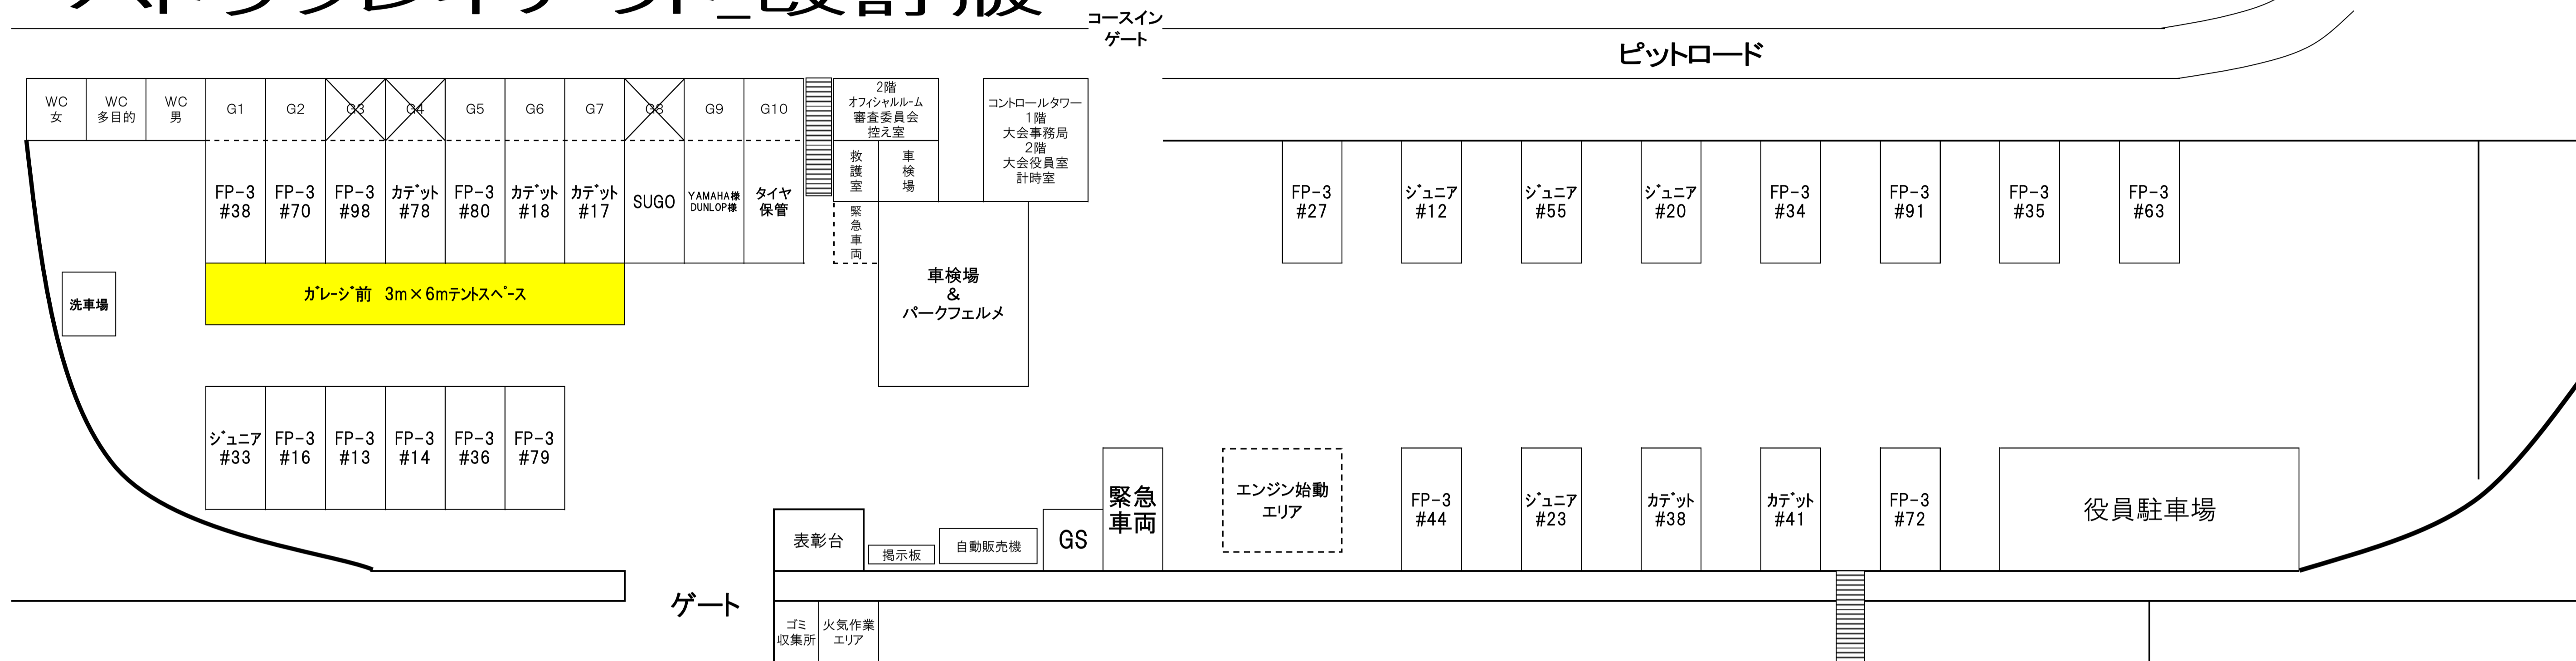 コースイン
ゲート
ピットロード
WC
女
WC
多目的
WC
男
G1
G2
G3
G4
G5
G6
G7
G8
G9
G10
2階
オフィシャルルーム
審査委員会
控え室
コントロールタワー
1階
大会事務局
2階
大会役員室
計時室
FP-3
#38
FP-3
#70
FP-3
#98
カデット
#78
FP-3
#80
カデット
#18
カデット
#17
SUGO
YAMAHA様
DUNLOP様
タイヤ
保管
救護室
車検場
緊急車両
FP-3
#27
ジュニア
#12
ジュニア
#55
ジュニア
#20
FP-3
#34
FP-3
#91
FP-3
#35
FP-3
#63
洗車場
ガレージ前 3m×6mテントスペース
車検場
&
パークフェルメ
ジュニア
#33
FP-3
#16
FP-3
#13
FP-3
#14
FP-3
#36
FP-3
#79
表彰台
掲示板
自動販売機
GS
緊急
車両
エンジン始動
エリア
FP-3
#44
ジュニア
#23
カデット
#38
カデット
#41
FP-3
#72
役員駐車場
ゲート
ゴミ
収集所
火気作業
エリア